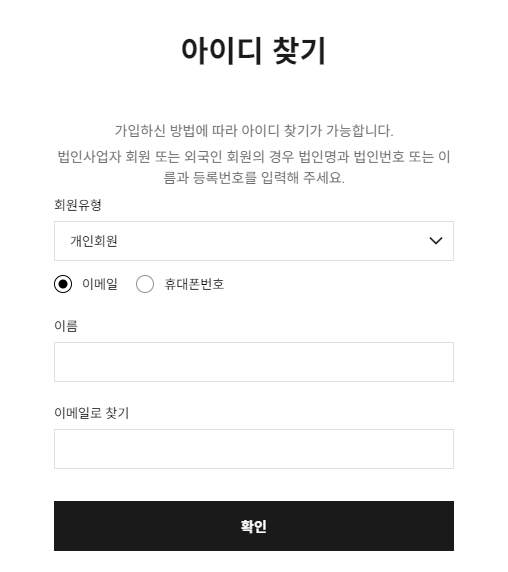 아이디 찾기
가입하신 방법에 따라 아이디 찾기가 가능합니다.
법인사업자 회원 또는 외국인 회원의 경우 법인명과 법인번호 또는 이
름과 등록번호를 입력해 주세요.
회원유형
개인회원
이메일 휴대폰번호
이름
이메일로 찾기
확인